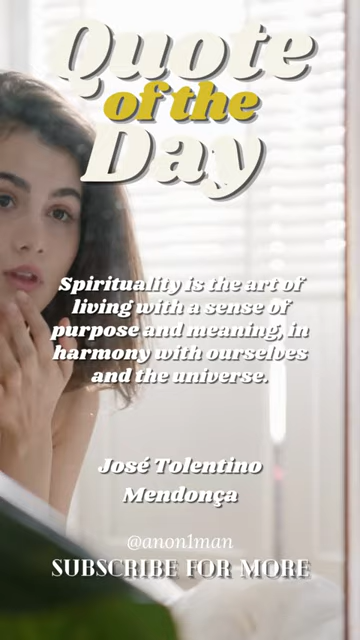 Quote
of the
Day
Spirituality is the art of
living with a sense of
purpose and meaning, in
harmony with ourselves
and the universe.
José Tolentino
Mendonça
@anon1man
SUBSCRIBE FOR MORE